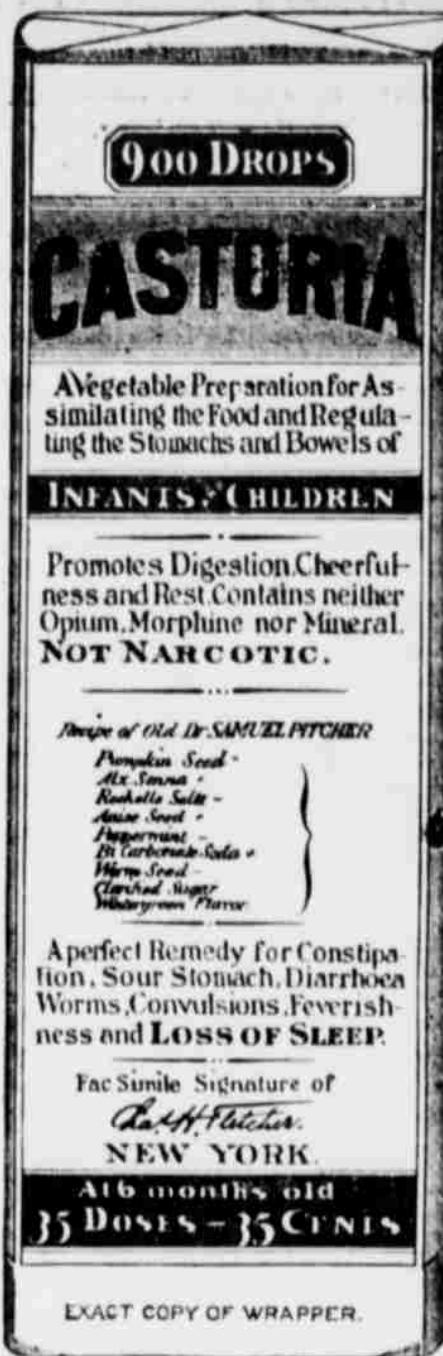 900 DROPS
CASTORIA
A Vegetable Preparation for As-
similating the Food and Regula-
ting the Stomachs and Bowels of
INFANTS & CHILDREN
Promotes Digestion, Cheerful-
ness and Rest. Contains neither
Opium, Morphine nor Mineral.
NOT NARCOTIC.
Recipe of Old Dr SAMUEL PITCHER
Pumpkin Seed -
Alx Senna +
Rochelle Salts -
Anise Seed +
Peppermint -
Bi Carbonate Soda +
Worm Seed -
Clarified Sugar
Wintergreen Flavor
A perfect Remedy for Constipa-
tion, Sour Stomach, Diarrhoea
Worms, Convulsions, Feverish-
ness and LOSS OF SLEEP.
Fac Simile Signature of
Chas H. Fletcher.
NEW YORK.
At 6 months old
35 DOSES - 35 CENTS
EXACT COPY OF WRAPPER.